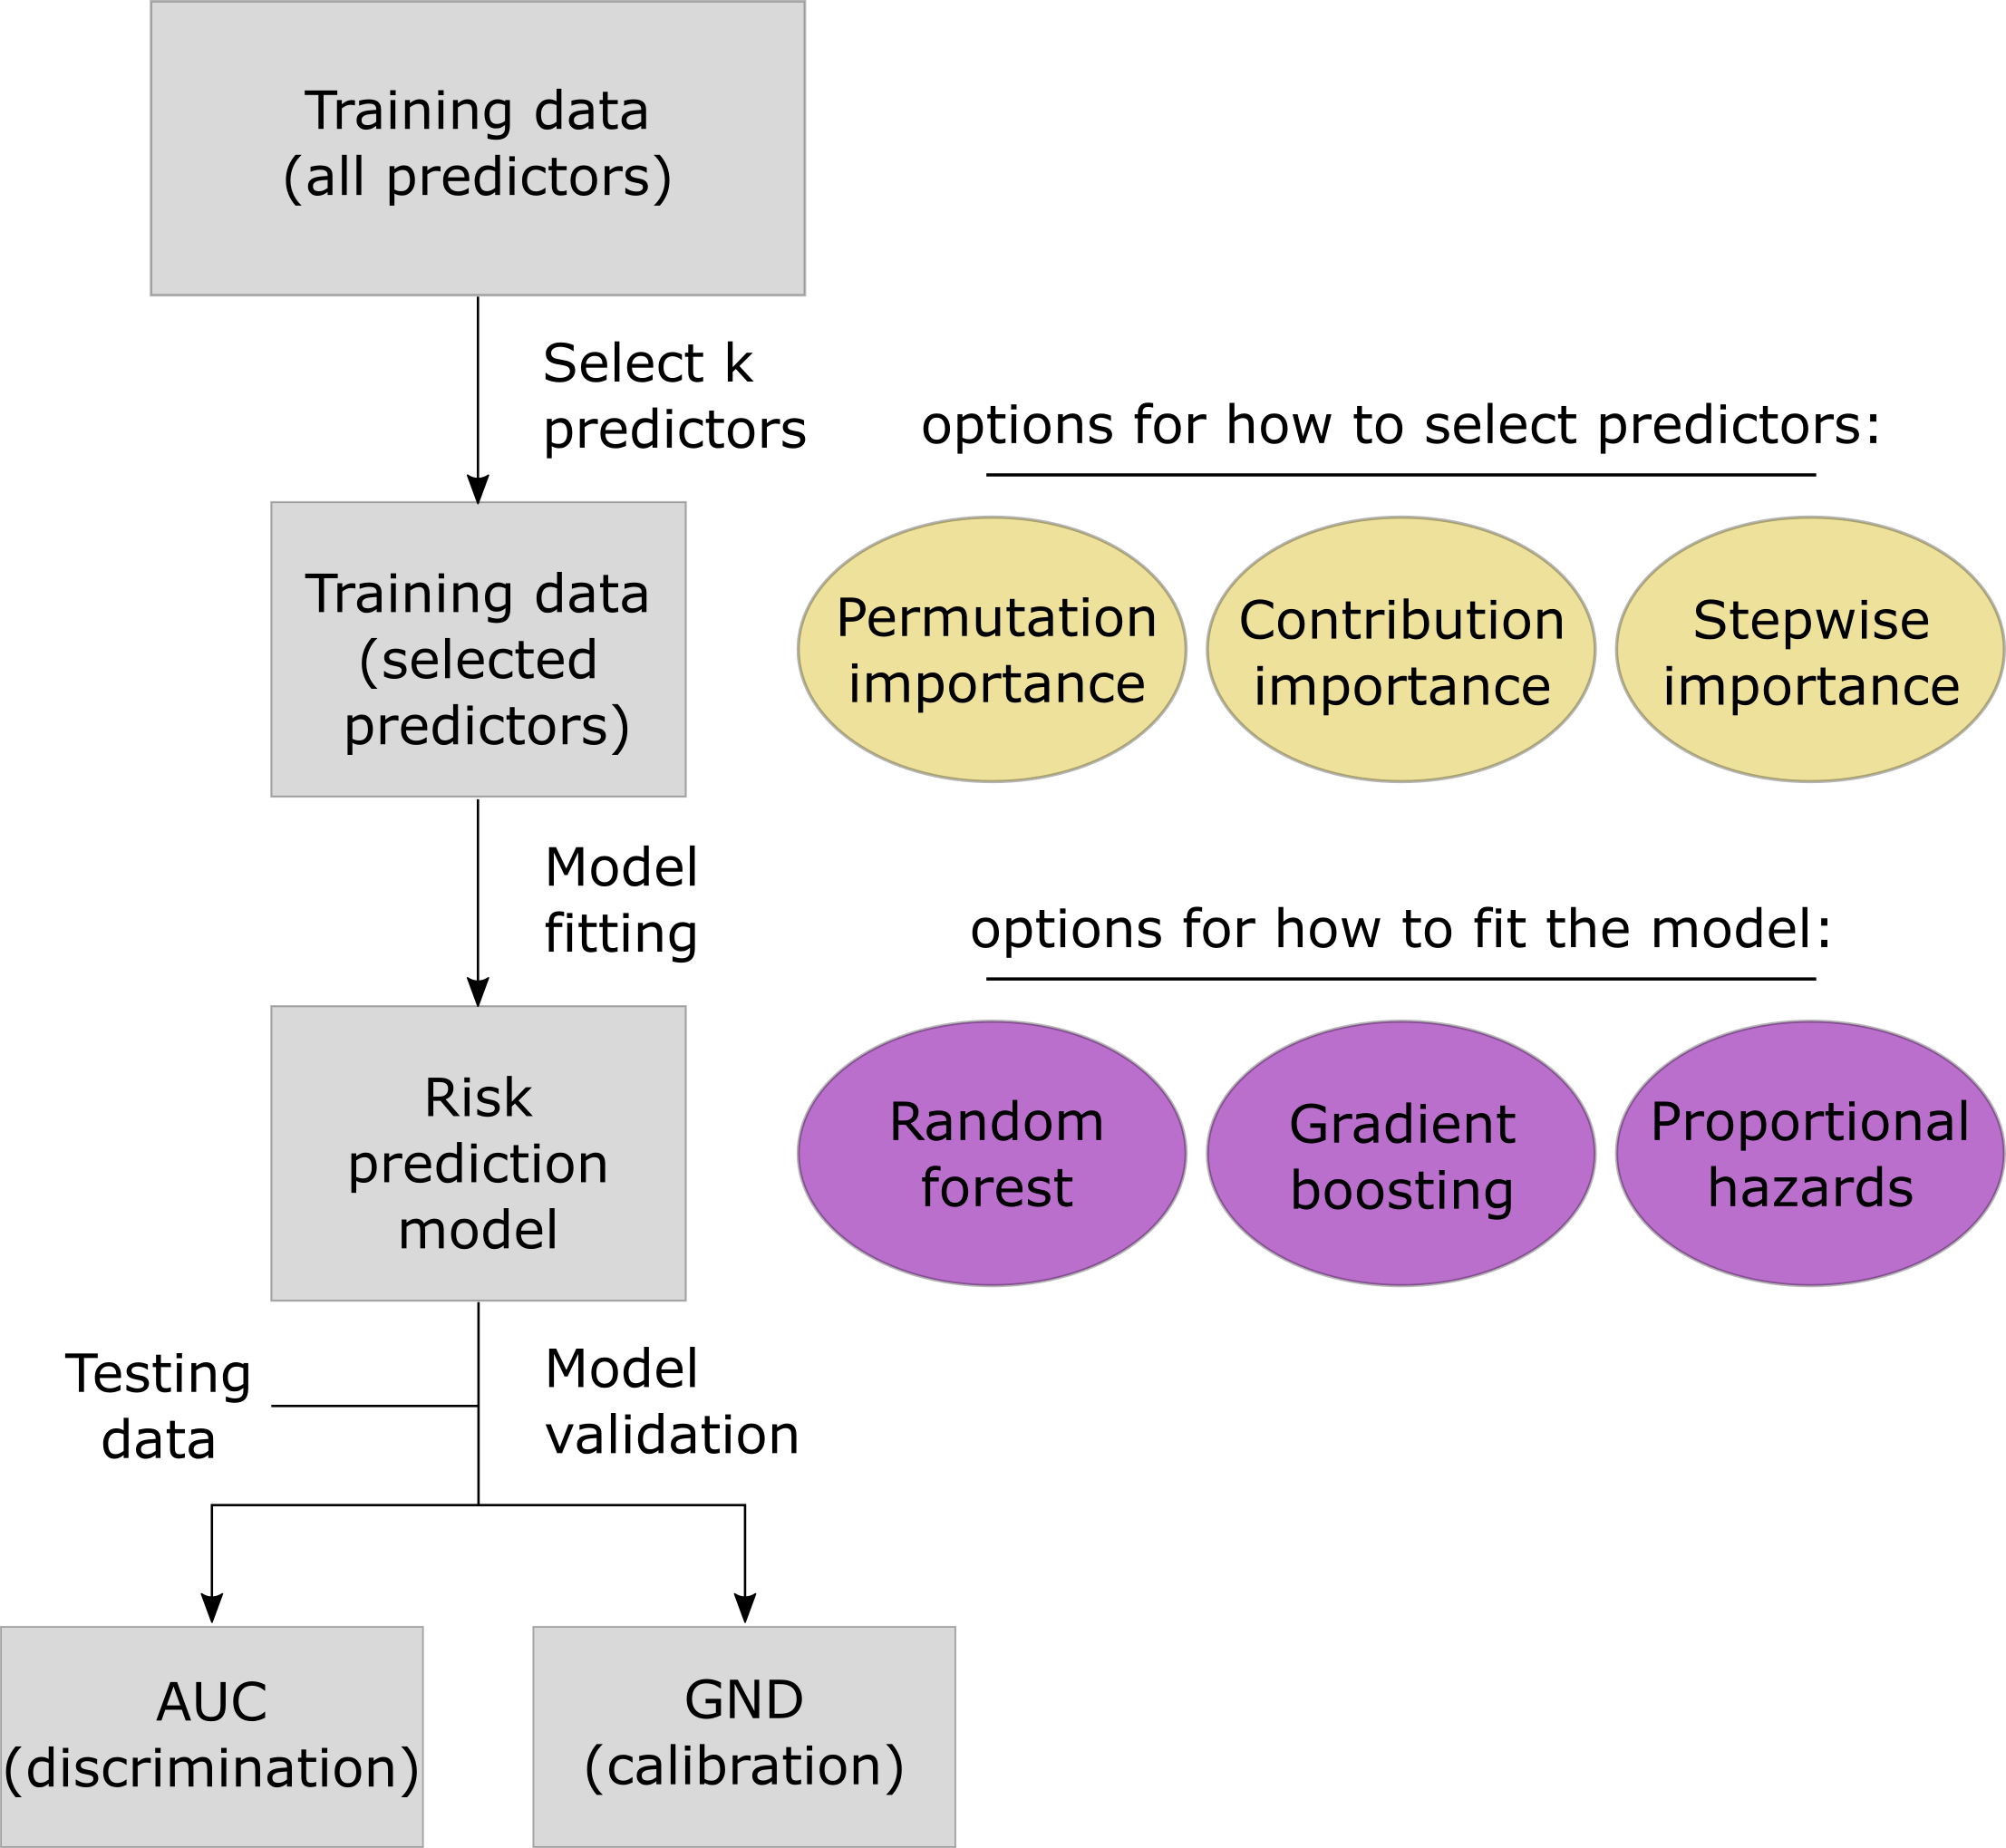 Training data
(all predictors)
Select k
predictors
options for how to select predictors:
Training data
(selected
predictors)
Permutation
importance
Contribution
importance
Stepwise
importance
Model
fitting
options for how to fit the model:
Risk
prediction
model
Random
forest
Gradient
boosting
Proportional
hazards
Testing
data
Model
validation
AUC
(discrimination)
GND
(calibration)